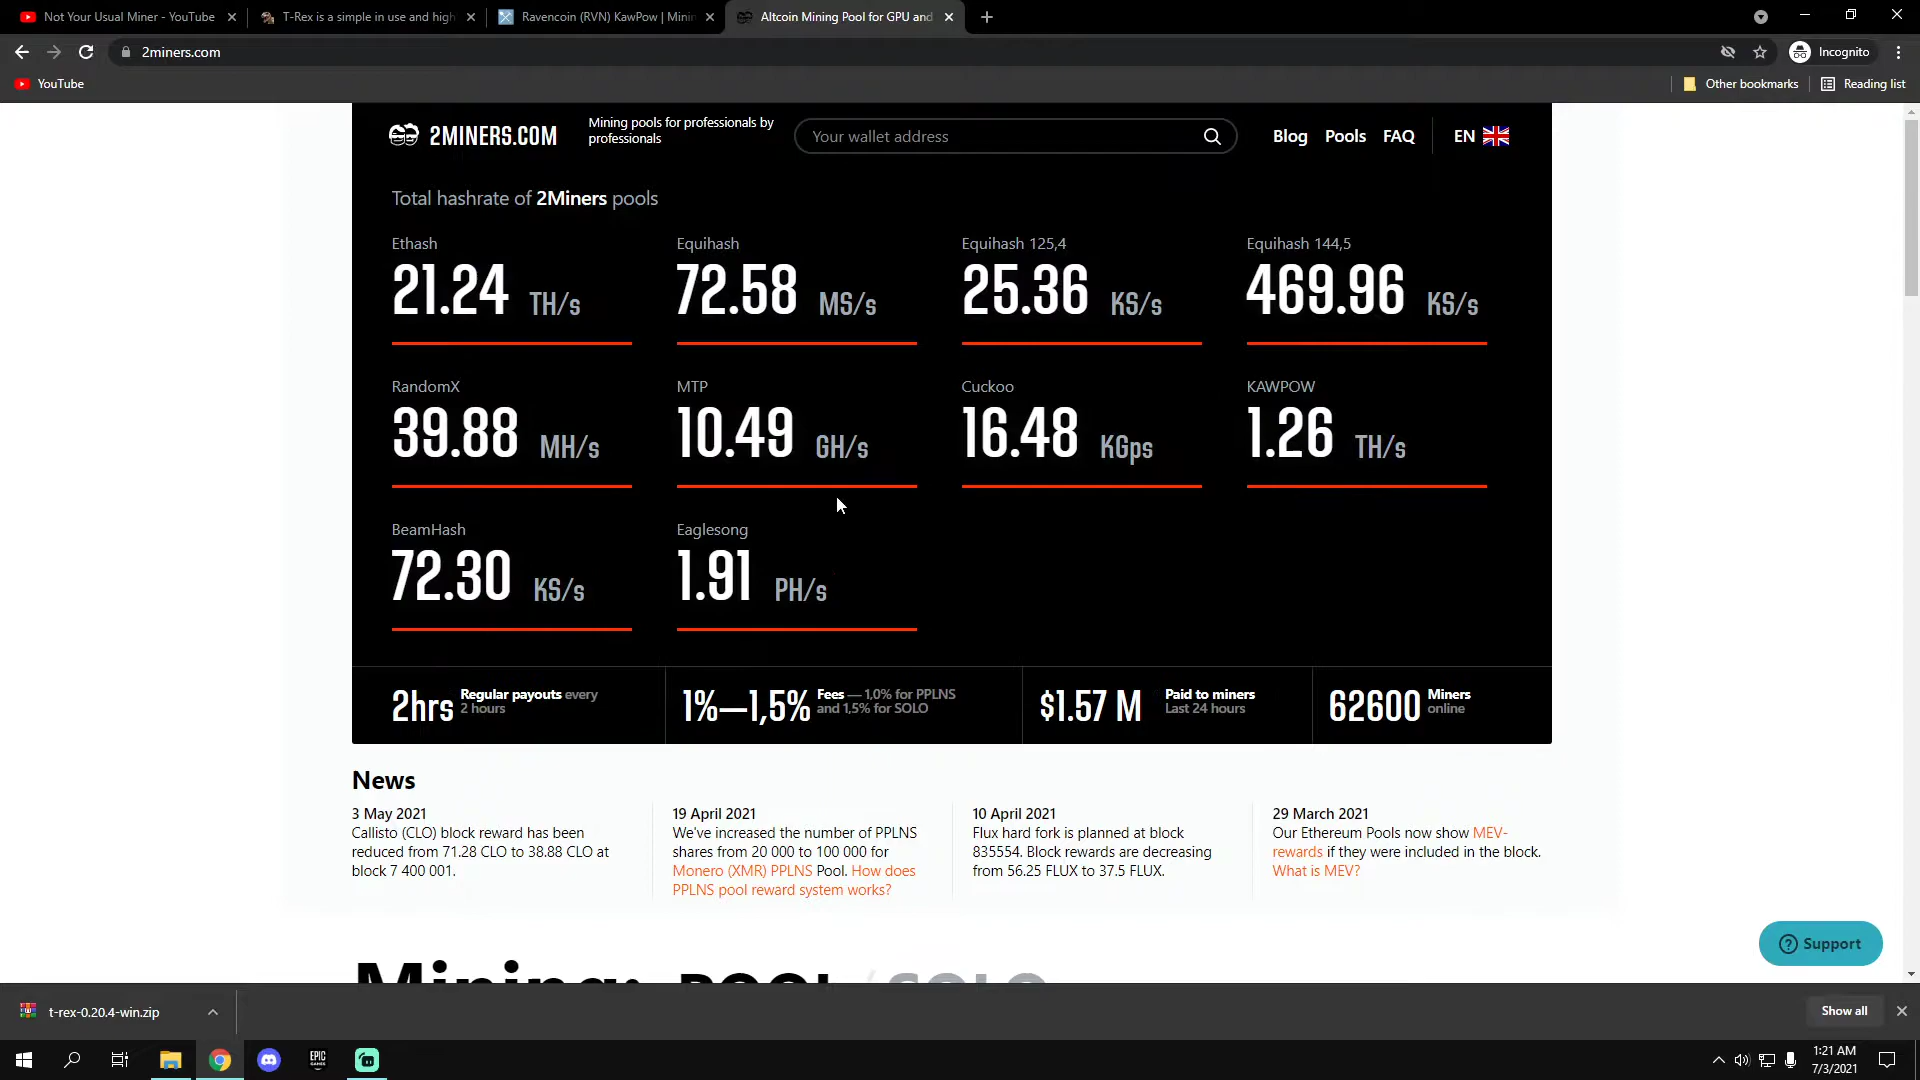 Not Your Usual Miner - YouTube
T-Rex is a simple in use and high
Ravencoin (RVN) KawPow | Minin
Altcoin Mining Pool for GPU and
2miners.com
Incognito
YouTube
Other bookmarks
Reading list
2MINERS.COM
Mining pools for professionals by
professionals
Your wallet address
Blog
Pools
FAQ
EN
Total hashrate of 2Miners pools
Ethash
21.24 TH/s
Equihash
72.58 MS/s
Equihash 125,4
25.36 KS/s
Equihash 144,5
469.96 KS/s
RandomX
39.88 MH/s
MTP
10.49 GH/s
Cuckoo
16.48 KGps
KAWPOW
1.26 TH/s
BeamHash
72.30 KS/s
Eaglesong
1.91 PH/s
2hrs
Regular payouts every
2 hours
1%—1,5%
Fees — 1,0% for PPLNS
and 1,5% for SOLO
$1.57 M
Paid to miners
Last 24 hours
62600
Miners
online
News
3 May 2021
Callisto (CLO) block reward has been
reduced from 71.28 CLO to 38.88 CLO at
block 7 400 001.
19 April 2021
We've increased the number of PPLNS
shares from 20 000 to 100 000 for
Monero (XMR) PPLNS Pool. How does
PPLNS pool reward system works?
10 April 2021
Flux hard fork is planned at block
835554. Block rewards are decreasing
from 56.25 FLUX to 37.5 FLUX.
29 March 2021
Our Ethereum Pools now show MEV-
rewards if they were included in the block.
What is MEV?
Support
Mining: POOL / SOLO
t-rex-0.20.4-win.zip
Show all
EPIC
GAMES
1:21 AM
7/3/2021